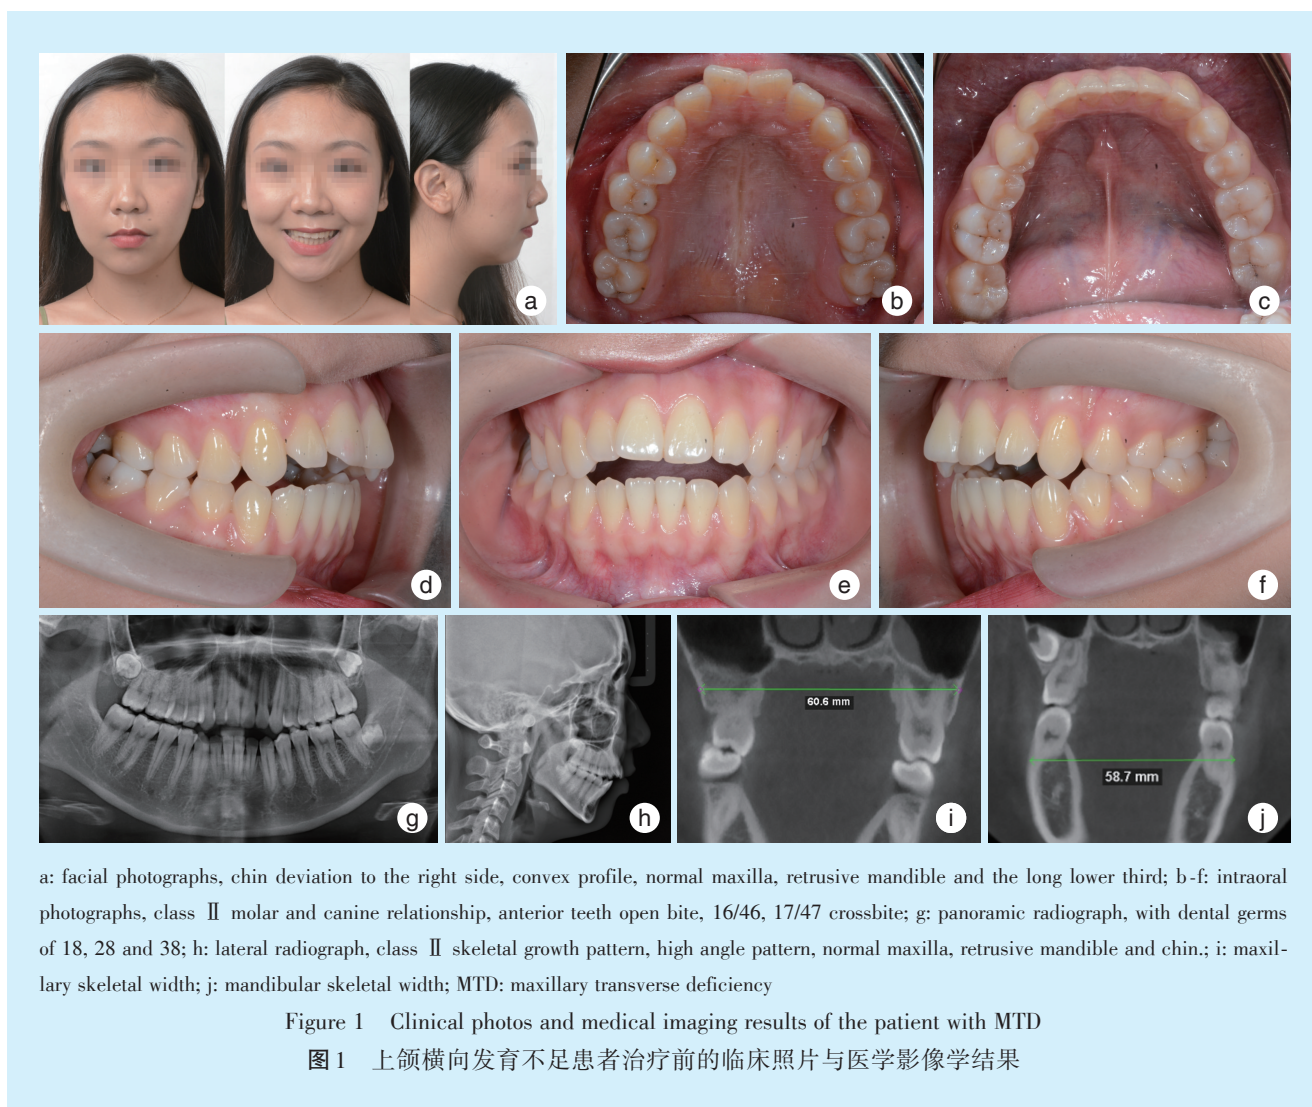 a
b
c
d
e
f
g
h
60.6 mm
i
58.7 mm
j
a: facial photographs, chin deviation to the right side, convex profile, normal maxilla, retrusive mandible and the long lower third; b-f: intraoral
photographs, class Ⅱ molar and canine relationship, anterior teeth open bite, 16/46, 17/47 crossbite; g: panoramic radiograph, with dental germs
of 18, 28 and 38; h: lateral radiograph, class Ⅱ skeletal growth pattern, high angle pattern, normal maxilla, retrusive mandible and chin.; i: maxil-
lary skeletal width; j: mandibular skeletal width; MTD: maxillary transverse deficiency
Figure 1 Clinical photos and medical imaging results of the patient with MTD
图1 上颌横向发育不足患者治疗前的临床照片与医学影像学结果